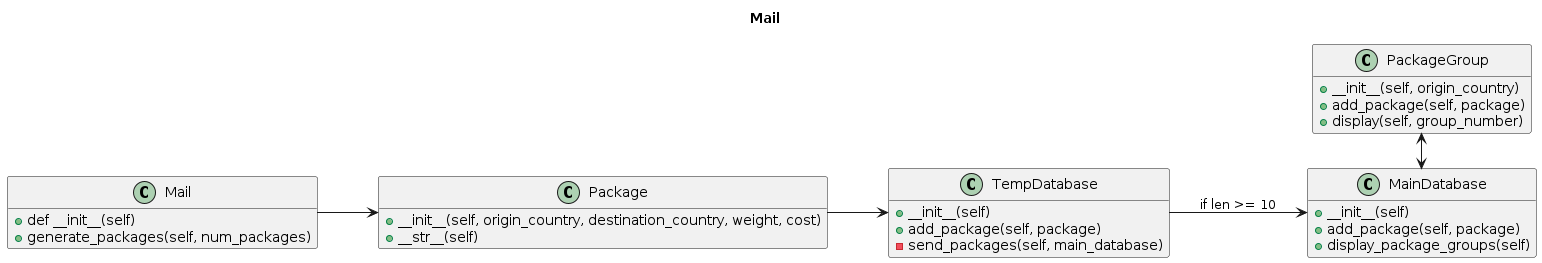 Mail
C PackageGroup
__init__(self, origin_country)
add_package(self, package)
display(self, group_number)
C Mail
def __init__(self)
generate_packages(self, num_packages)
C Package
__init__(self, origin_country, destination_country, weight, cost)
__str__(self)
C TempDatabase
__init__(self)
add_package(self, package)
send_packages(self, main_database)
if len >= 10
C MainDatabase
__init__(self)
add_package(self, package)
display_package_groups(self)